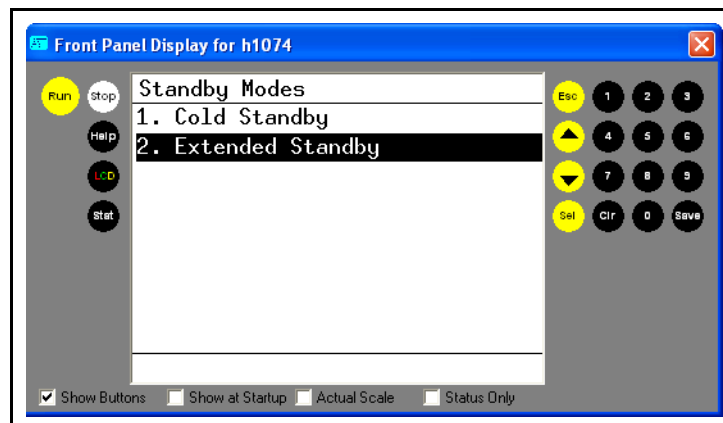 Front Panel Display for h1074
Run Stop Standby Modes Esc 1 2 3
1. Cold Standby
Help 2. Extended Standby 4 5 6
LCD 7 8 9
Stat Sel Clr 0 Save
Show Buttons Show at Startup Actual Scale Status Only